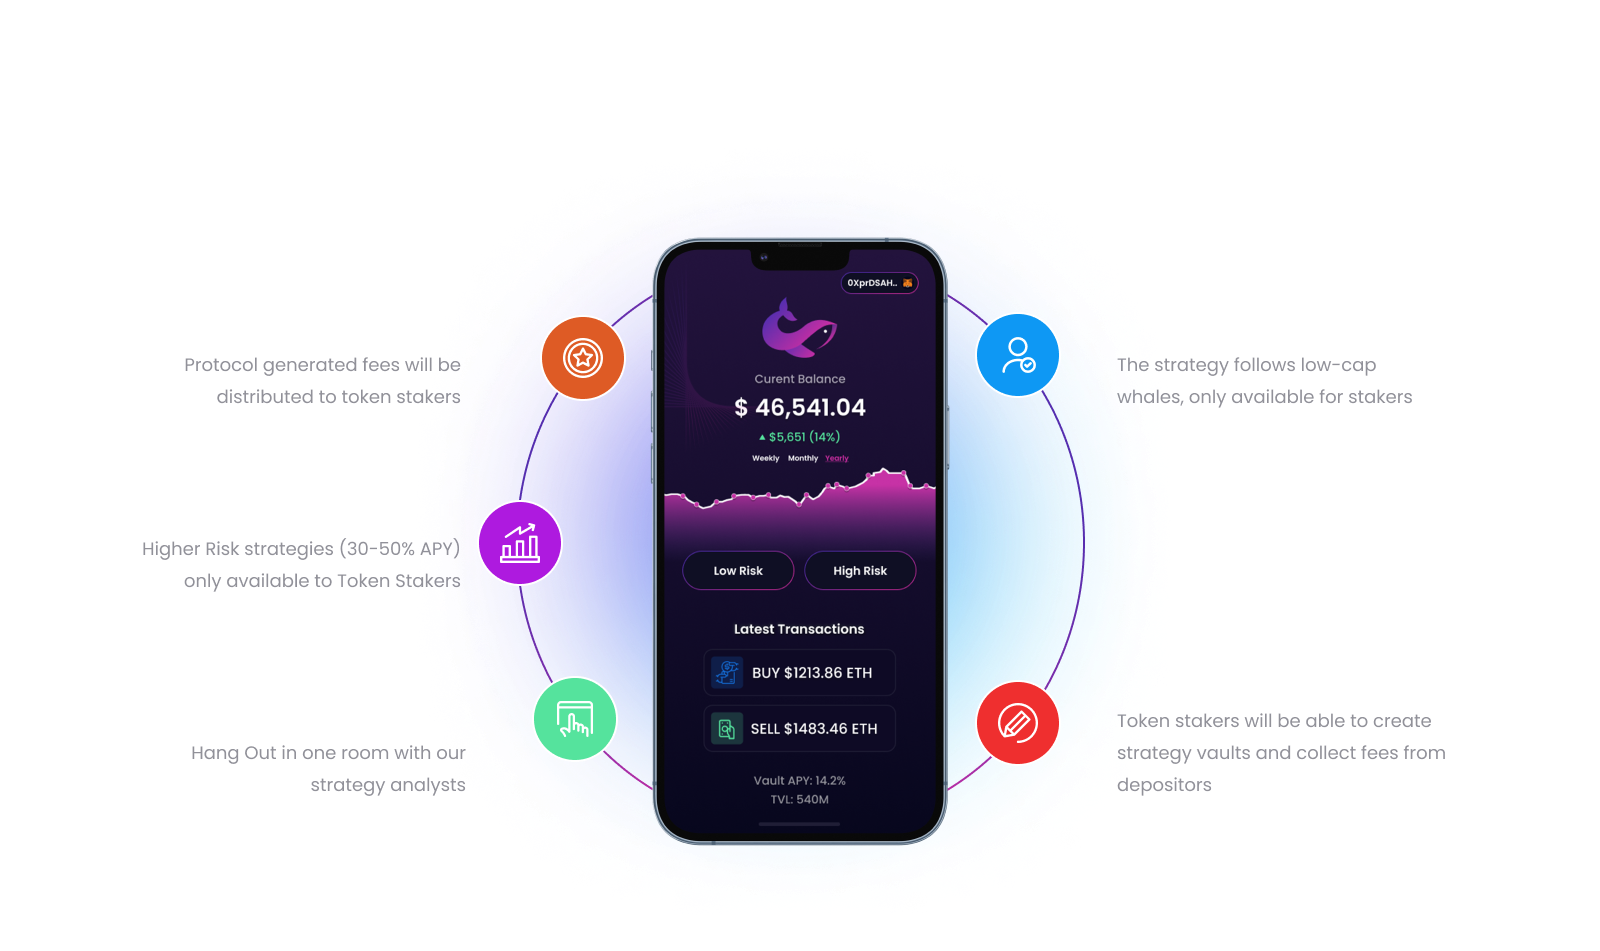 Protocol generated fees will be
distributed to token stakers
Higher Risk strategies (30-50% APY)
only available to Token Stakers
Hang Out in one room with our
strategy analysts
0XprDSAH..
Curent Balance
$ 46,541.04
$5,651 (14%)
Weekly Monthly Yearly
Low Risk High Risk
Latest Transactions
BUY $1213.86 ETH
SELL $1483.46 ETH
Vault APY: 14.2%
TVL: 540M
The strategy follows low-cap
whales, only available for stakers
Token stakers will be able to create
strategy vaults and collect fees from
depositors